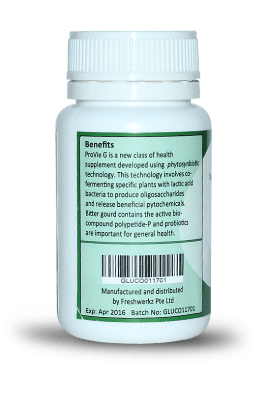 Benefits
ProVie G is a new class of health
supplement developed using phytosynbiotic
technology. This technology involves co-
fermenting specific plants with lactic acid
bacteria to produce oligosaccharides
and release beneficial pytochemicals.
Bitter gourd contains the active bio-
compound polypetide-P and probiotics
are important for general health.
GLUCO011701
Manufactured and distributed
by Freshwerkz Pte Ltd
Exp: Apr 2016 Batch No: GLUCO11701